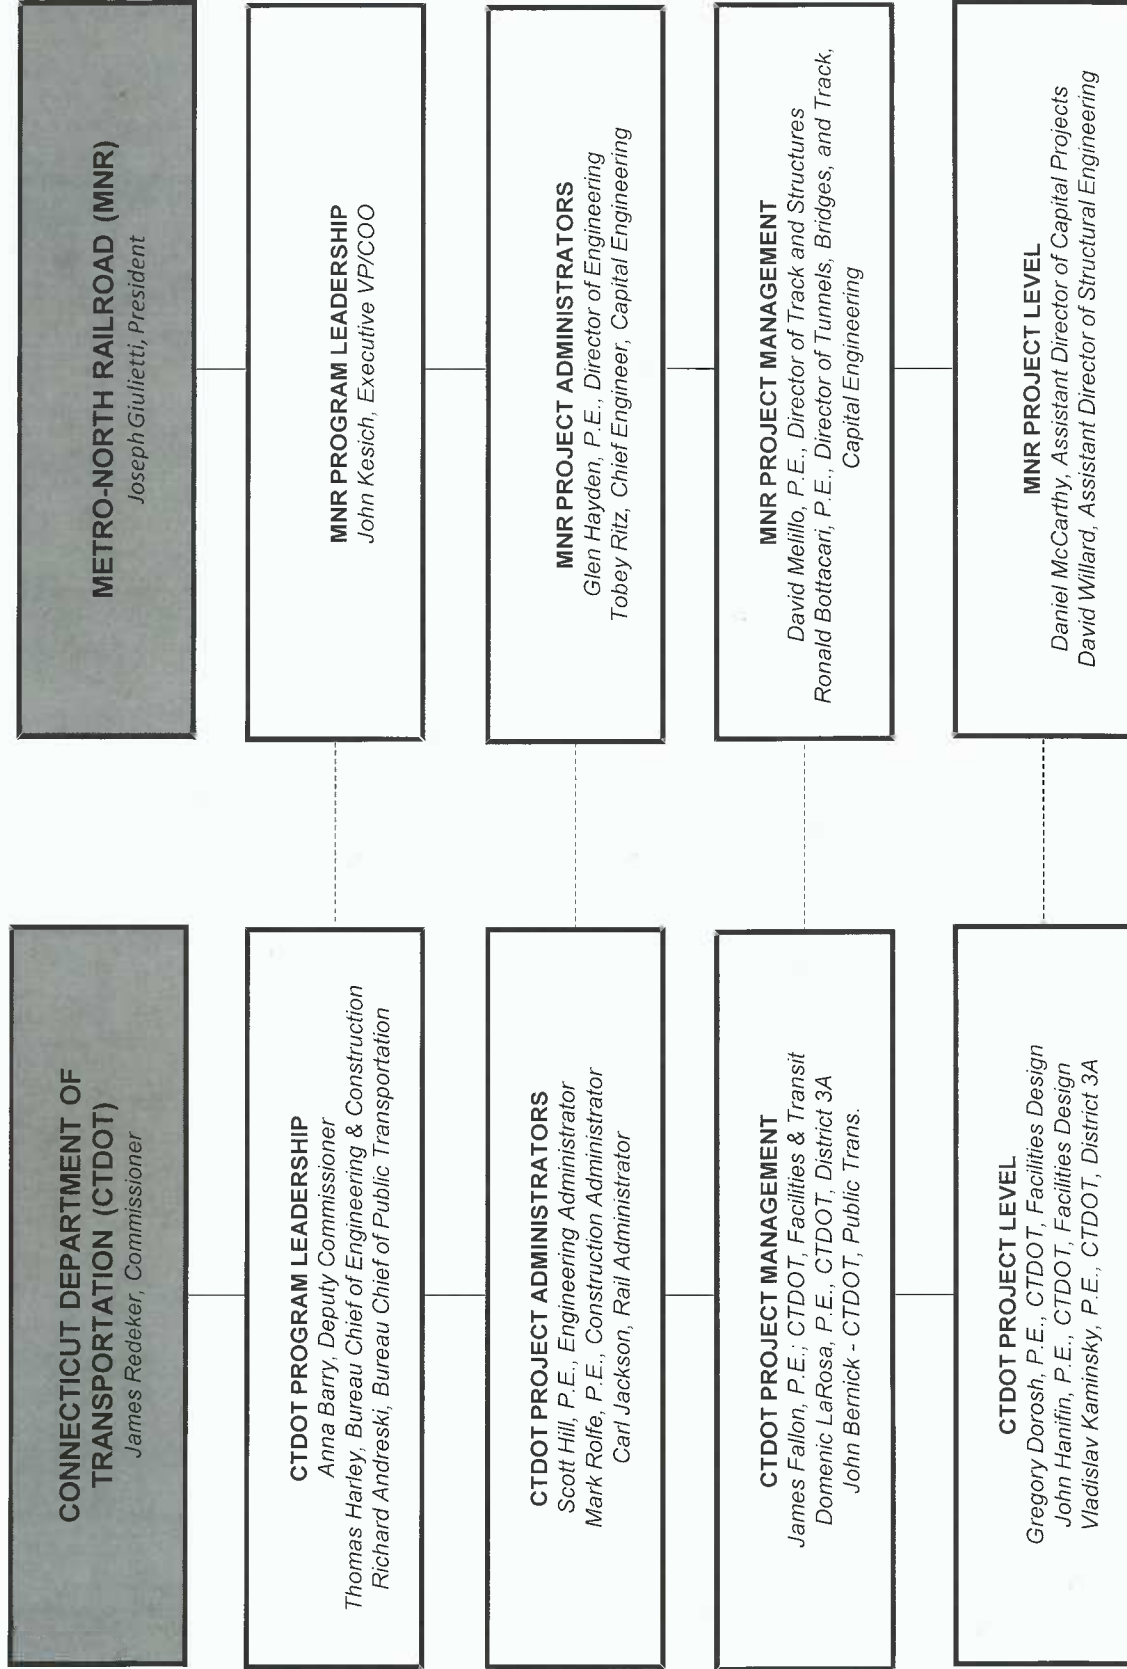 CONNECTICUT DEPARTMENT OF
TRANSPORTATION (CTDOT)
James Redeker, Commissioner
CTDOT PROGRAM LEADERSHIP
Anna Barry, Deputy Commissioner
Thomas Harley, Bureau Chief of Engineering & Construction
Richard Andreski, Bureau Chief of Public Transportation
CTDOT PROJECT ADMINISTRATORS
Scott Hill, P.E., Engineering Administrator
Mark Rolfe, P.E., Construction Administrator
Carl Jackson, Rail Administrator
CTDOT PROJECT MANAGEMENT
James Fallon, P.E.; CTDOT, Facilities & Transit
Domenic LaRosa, P.E., CTDOT, District 3A
John Bernick - CTDOT, Public Trans.
CTDOT PROJECT LEVEL
Gregory Dorosh, P.E., CTDOT, Facilities Design
John Hanifin, P.E., CTDOT, Facilities Design
Vladislav Kaminsky, P.E., CTDOT, District 3A
METRO-NORTH RAILROAD (MNR)
Joseph Giulietti, President
MNR PROGRAM LEADERSHIP
John Kesich, Executive VP/COO
MNR PROJECT ADMINISTRATORS
Glen Hayden, P.E., Director of Engineering
Tobey Ritz, Chief Engineer, Capital Engineering
MNR PROJECT MANAGEMENT
David Melillo, P.E., Director of Track and Structures
Ronald Bottacari, P.E., Director of Tunnels, Bridges, and Track,
Capital Engineering
MNR PROJECT LEVEL
Daniel McCarthy, Assistant Director of Capital Projects
David Willard, Assistant Director of Structural Engineering